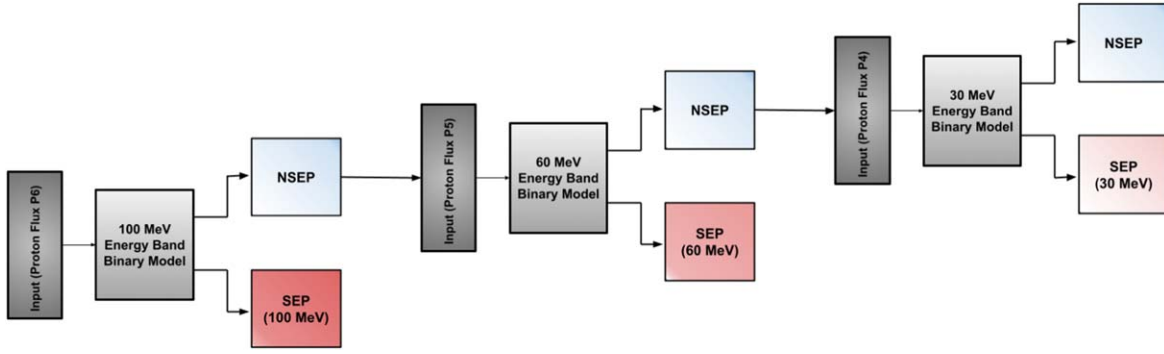 Input (Proton Flux P6)
100 MeV
Energy Band
Binary Model
NSEP
SEP
(100 MeV)
Input (Proton Flux P5)
60 MeV
Energy Band
Binary Model
NSEP
SEP
(60 MeV)
Input (Proton Flux P4)
30 MeV
Energy Band
Binary Model
NSEP
SEP
(30 MeV)